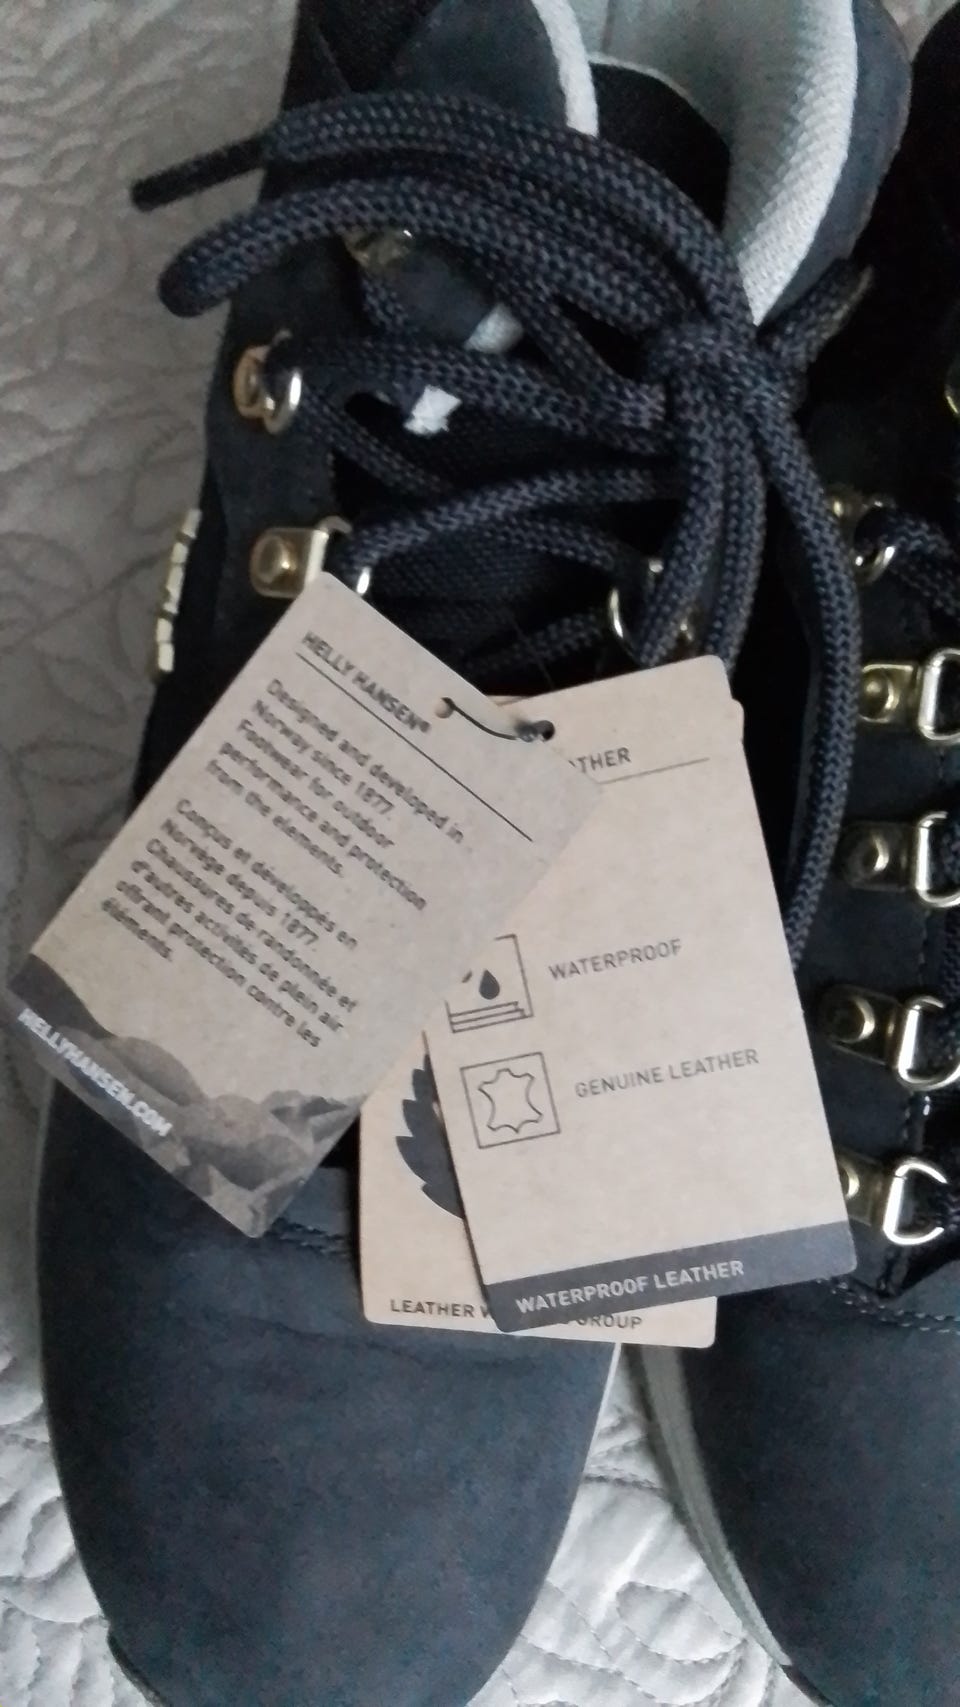 HELLY HANSEN®
Designed and developed in
Norway since 1877.
Footwear for outdoor
performance and protection
from the elements.
Conçus et développés en
Norvège depuis 1877.
Chaussures de randonnée et
d'autres activités de plein air
offrant protection contre les
éléments.
HELLYHANSEN.COM
THER
WATERPROOF
GENUINE LEATHER
WATERPROOF LEATHER
LEATHER W
GROUP